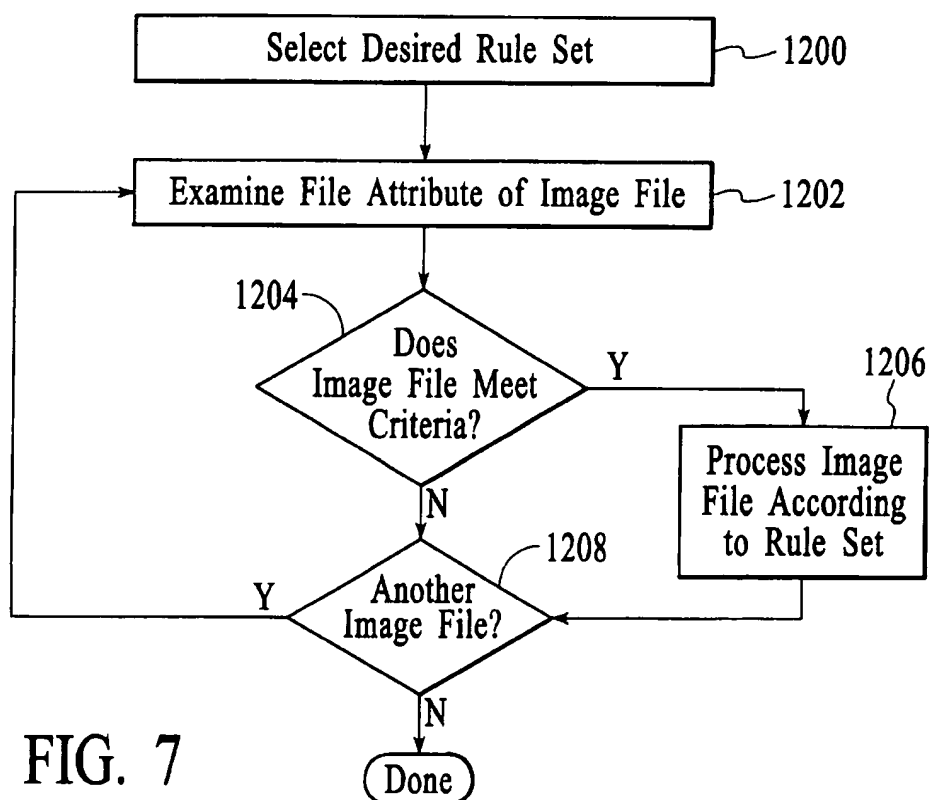 Select Desired Rule Set
1200
Examine File Attribute of Image File
1202
1204
Does
Image File Meet
Criteria?
Y
1206
Process Image
File According
to Rule Set
N
1208
Another
Image File?
Y
N
Done
FIG. 7